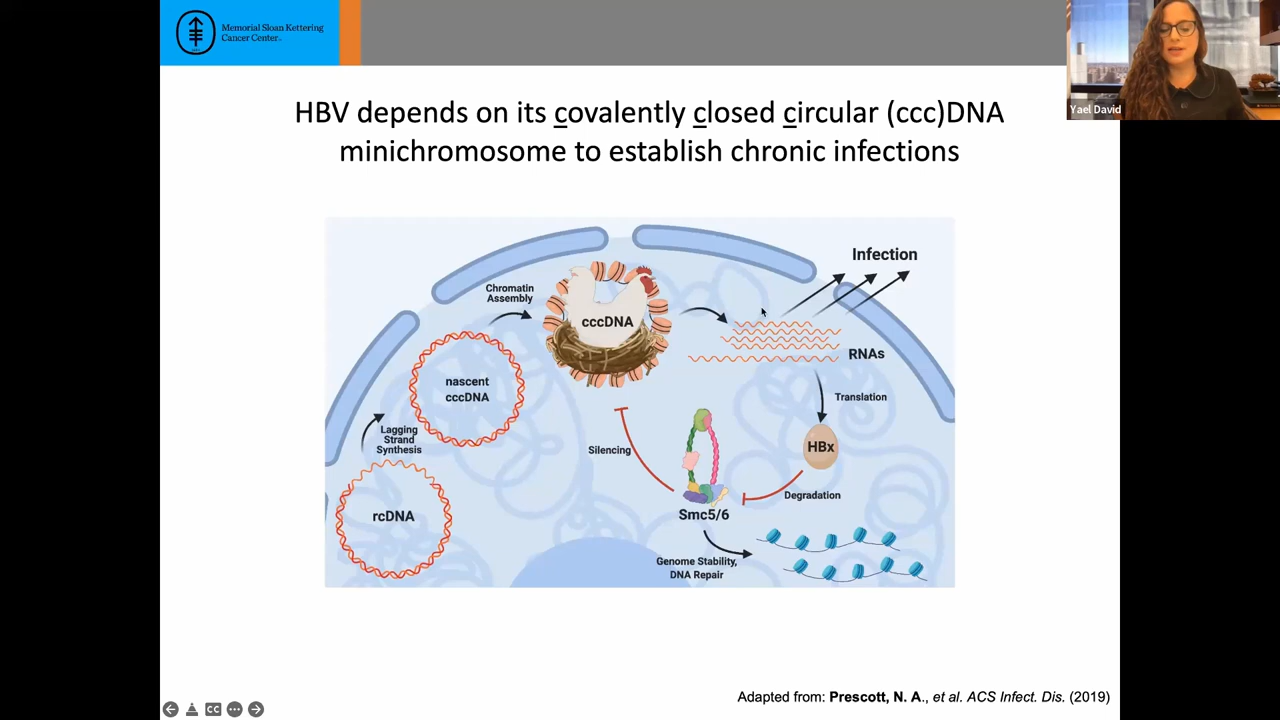 Memorial Sloan Kettering
Cancer Center
Yael David
HBV depends on its covalently closed circular (ccc)DNA
minichromosome to establish chronic infections
Infection
Chromatin
Assembly
cccDNA
RNAs
nascent
cccDNA
Translation
Lagging
Strand
Synthesis
HBx
Silencing
Degradation
rcDNA
Smc5/6
Genome Stability,
DNA Repair
Adapted from: Prescott, N. A., et al. ACS Infect. Dis. (2019)
CC